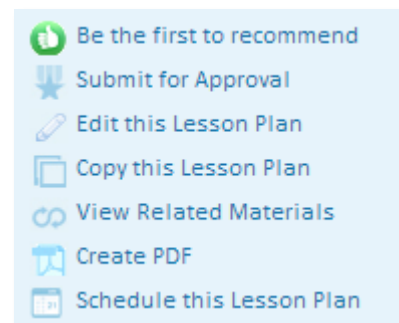 Be the first to recommend
Submit for Approval
Edit this Lesson Plan
Copy this Lesson Plan
View Related Materials
Create PDF
Schedule this Lesson Plan